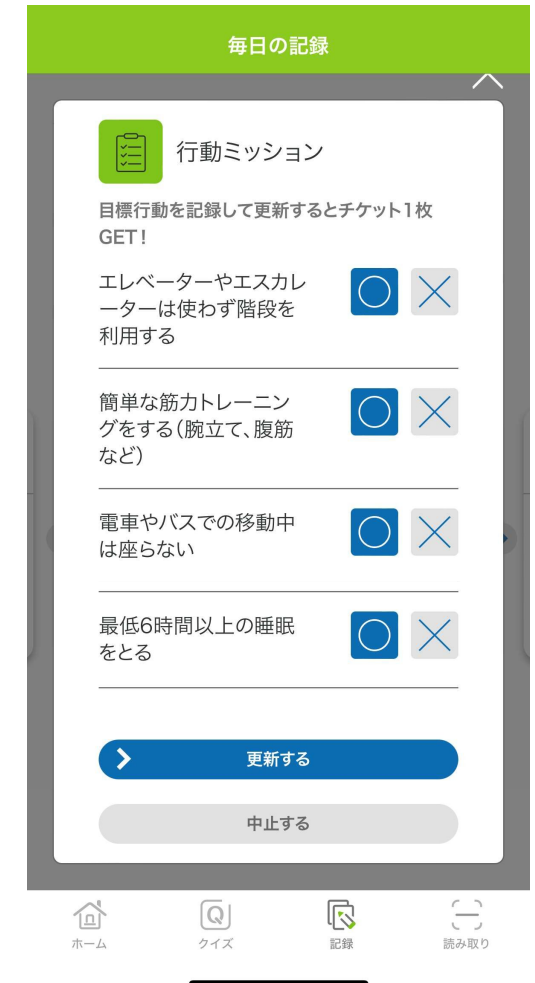 毎日の記録
行動ミッション
目標行動を記録して更新するとチケット1枚
GET!
エレベーターやエスカレ
ーターは使わず階段を
利用する
簡単な筋力トレーニン
グをする(腕立て、腹筋
など)
電車やバスでの移動中
は座らない
最低6時間以上の睡眠
をとる
更新する
中止する
ホーム
クイズ
記録
読み取り